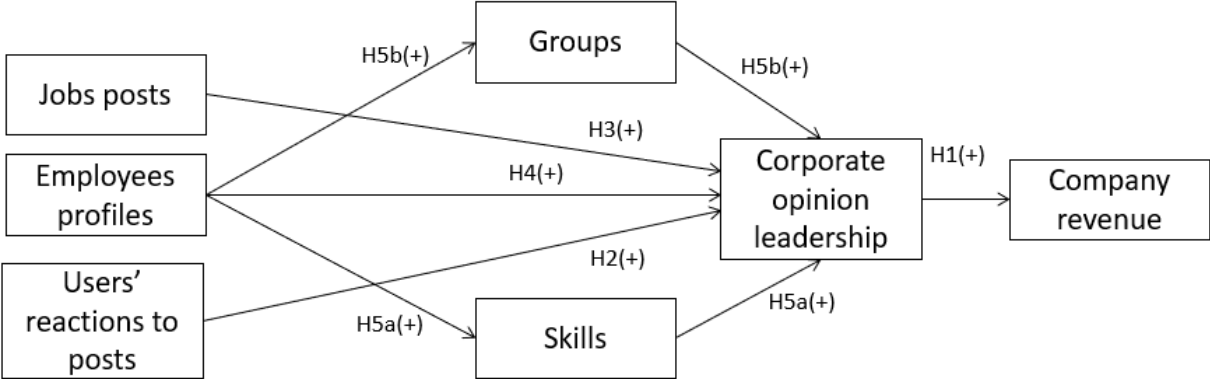 Groups
H5b(+)
H5b(+)
Jobs posts
H3(+)
Employees
profiles
H4(+)
Corporate
opinion
leadership
H1(+)
Company
revenue
Users’
reactions to
posts
H2(+)
H5a(+)
Skills
H5a(+)